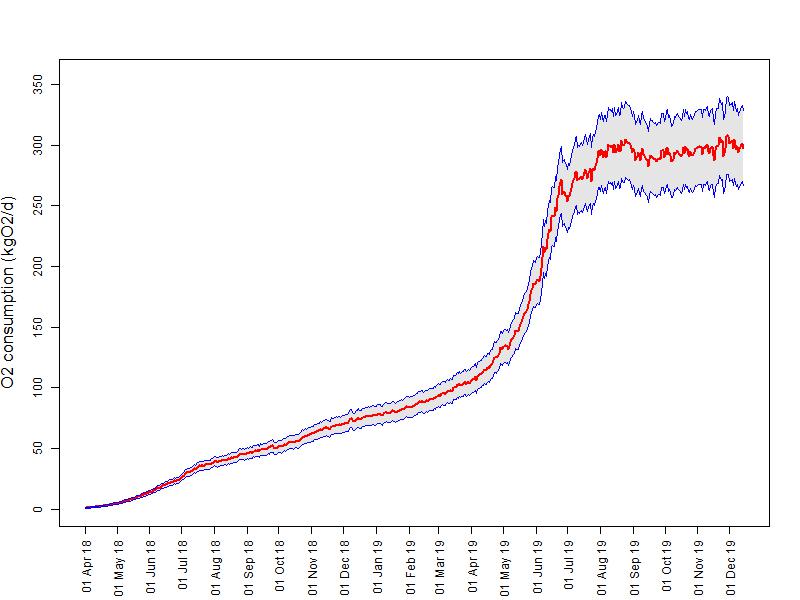 O2 consumption (kgO2/d)
350
300
250
200
150
100
50
0
01 Apr 18
01 May 18
01 Jun 18
01 Jul 18
01 Aug 18
01 Sep 18
01 Oct 18
01 Nov 18
01 Dec 18
01 Jan 19
01 Feb 19
01 Mar 19
01 Apr 19
01 May 19
01 Jun 19
01 Jul 19
01 Aug 19
01 Sep 19
01 Oct 19
01 Nov 19
01 Dec 19